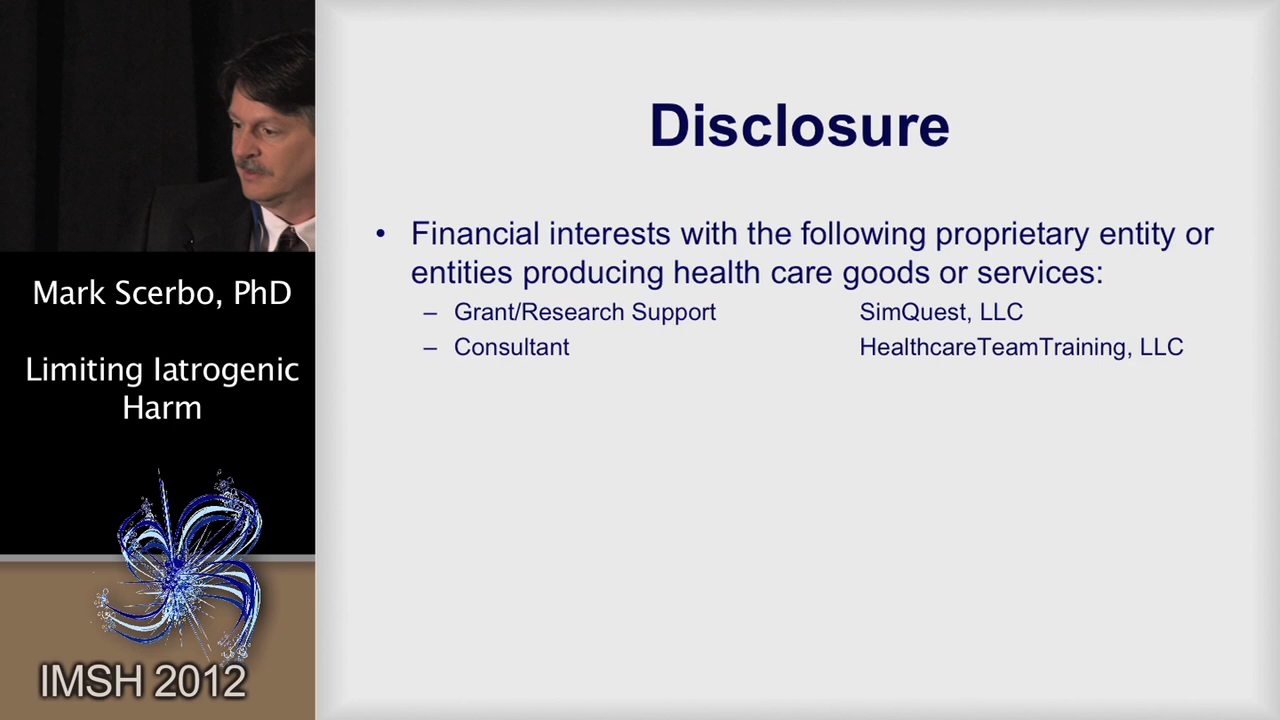 Mark Scerbo, PhD
Limiting Iatrogenic
Harm
IMSH 2012
Disclosure
• Financial interests with the following proprietary entity or
entities producing health care goods or services:
– Grant/Research Support SimQuest, LLC
– Consultant HealthcareTeamTraining, LLC